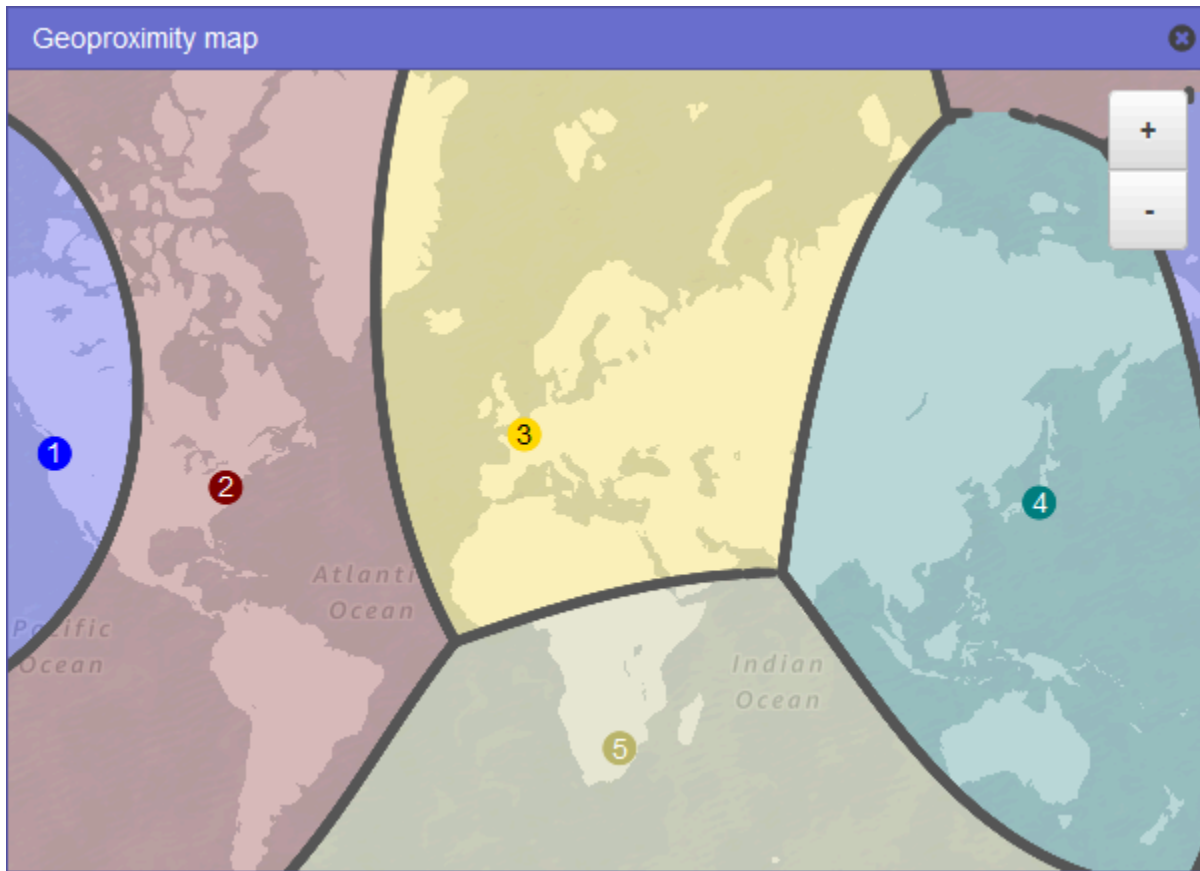 Geoproximity map
+
-
3
1
2
4
Atlanti
Ocean
Pacific
Ocean
Indian
Ocean
5